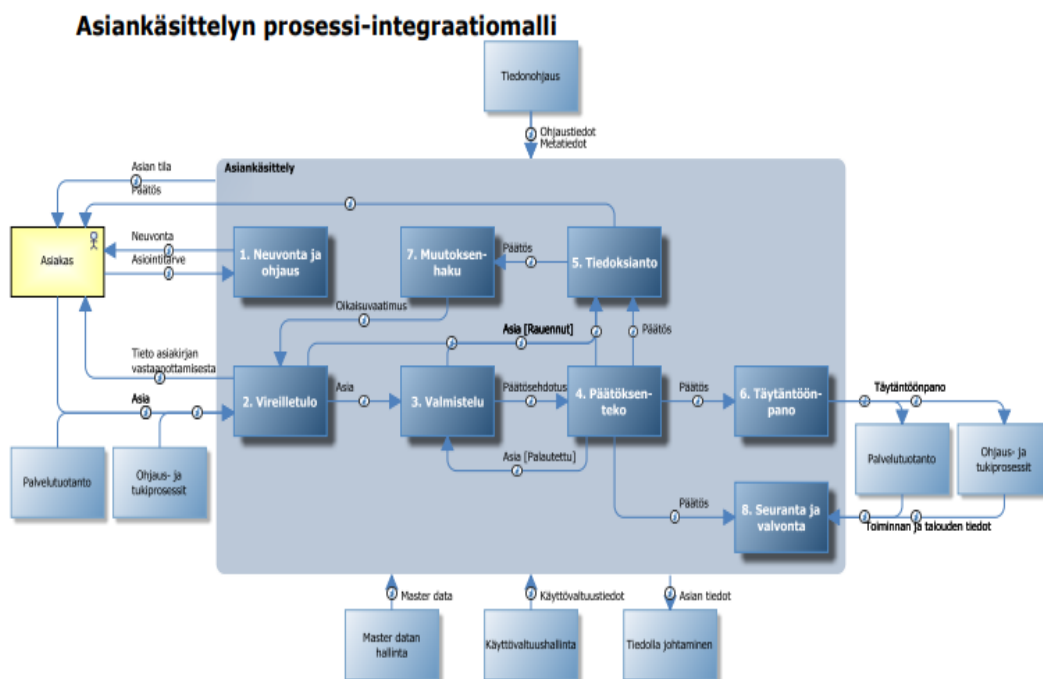 Asiankäsittelyn prosessi-integraatiomalli
Tiedonohjaus
Ohjaustiedot
Metatiedot
Asian tila
Päätös
Asiankäsittely
Asiakas
Neuvonta
Asiointitarve
1. Neuvonta ja
ohjaus
7. Muutoksen-
haku
Päätös
5. Tiedoksianto
Oikaisuvaatimus
Asia [Rauennut]
Päätös
Tieto asiakirjan
vastaanottamisesta
Asia
2. Vireilletulo
Asia
3. Valmistelu
Päätösehdotus
4. Päätöksen-
teko
Päätös
6. Täytäntöön-
pano
Täytäntöönpano
Asia [Palautettu]
Palvelutuotanto
Ohjaus- ja
tukiprosessit
Palvelutuotanto
Ohjaus- ja
tukiprosessit
Päätös
8. Seuranta ja
valvonta
Toiminnan ja talouden tiedot
Master data
Käyttövaltuustiedot
Asian tiedot
Master datan
hallinta
Käyttövaltuushallinta
Tiedolla johtaminen